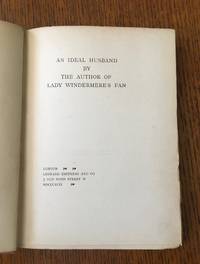 AN IDEAL HUSBAND
BY
THE AUTHOR OF
LADY WINDERMERE'S FAN
LONDON
LEONARD SMITHERS AND CO
5 OLD BOND STREET W
MDCCCXCIX